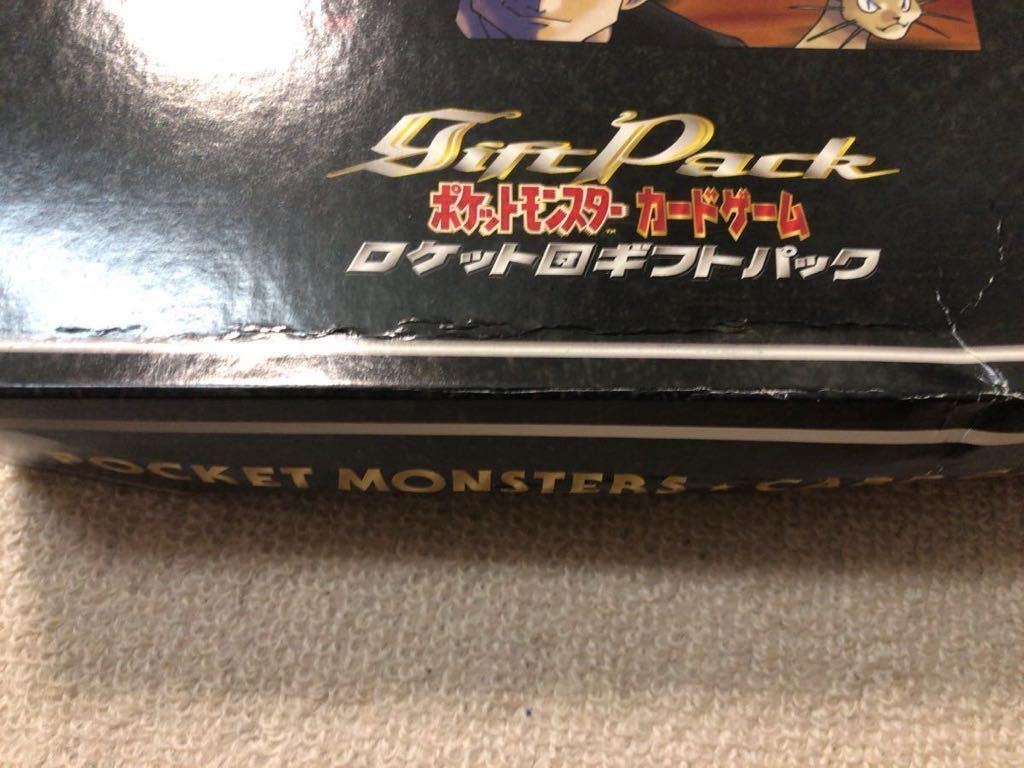 Gift Pack
ポケットモンスター カードゲーム
ロケット団ギフトパック
POCKET MONSTERS